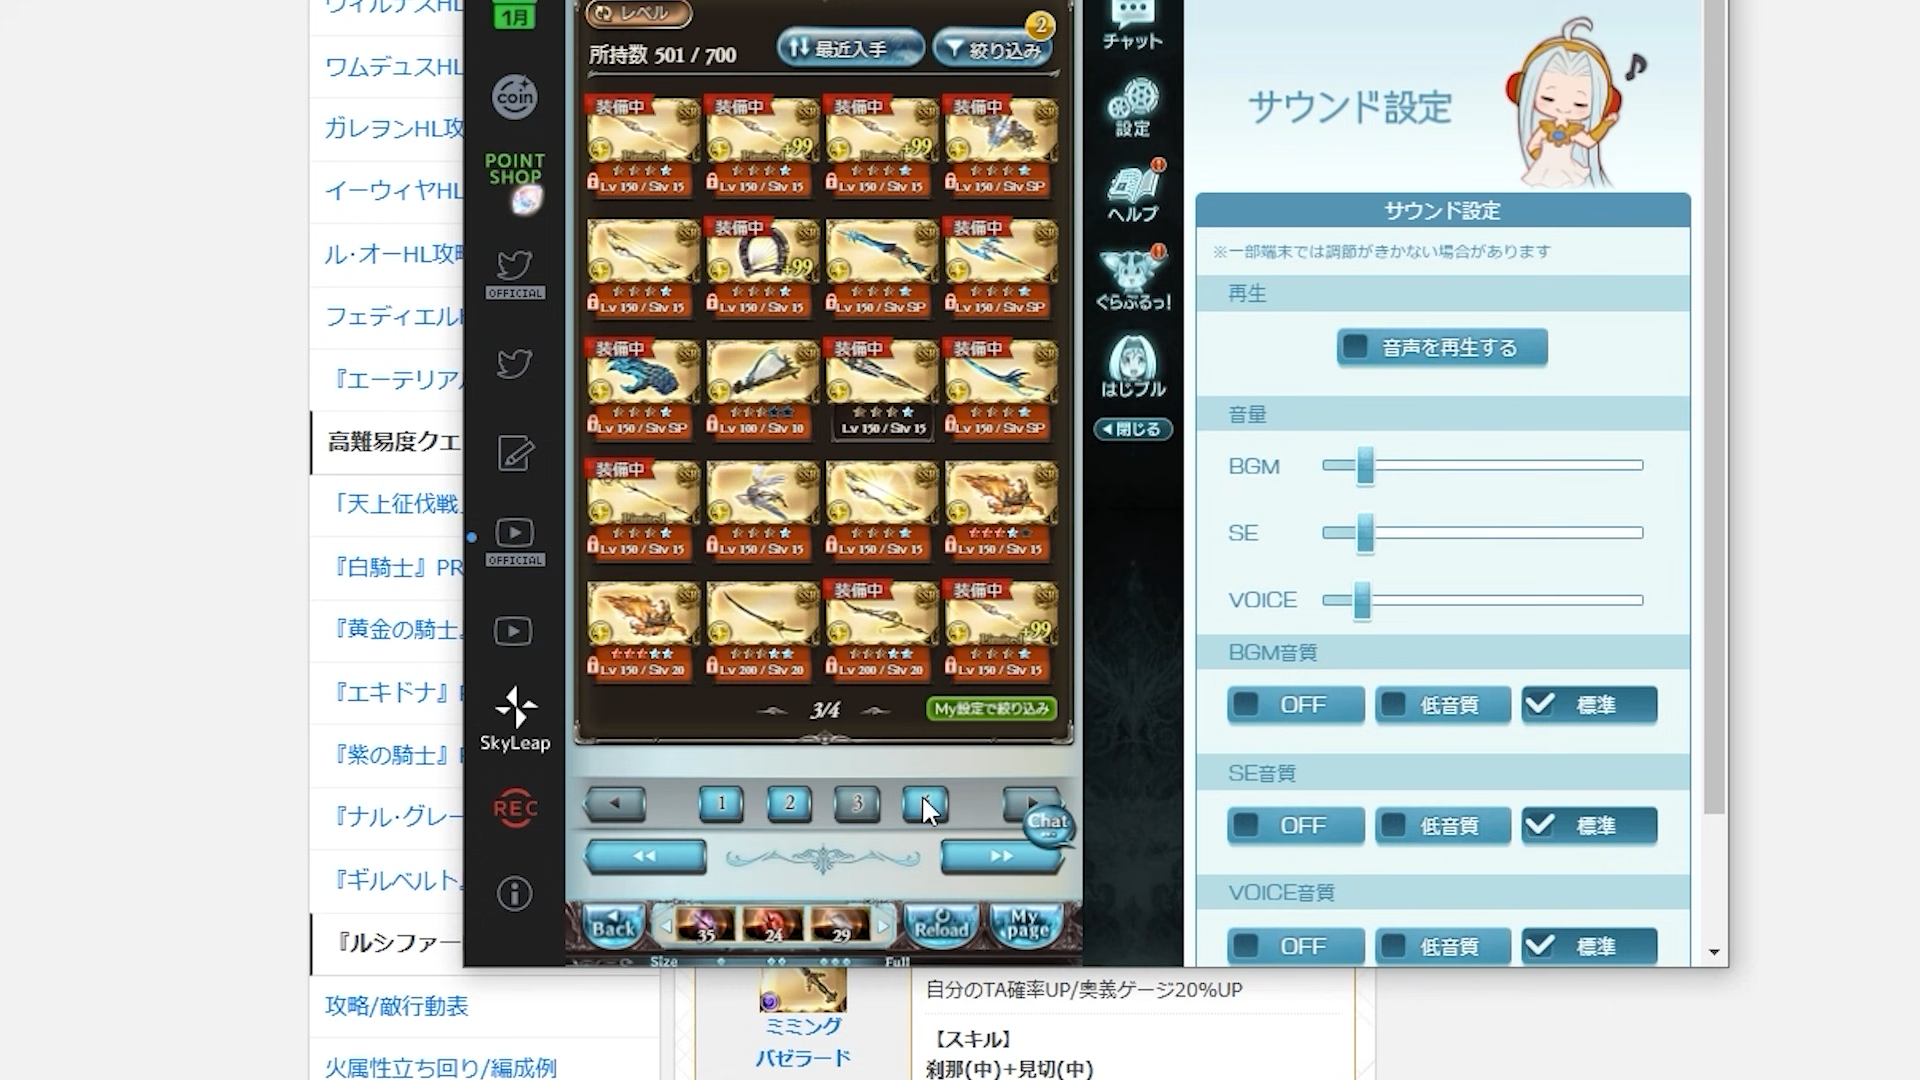 ワムデュスHL
ガレヲンHL攻
イーウィヤHL
ル·オーHL攻略
フェディエルH
『エーテリアル
高難易度クエ
「天上征伐戦」
『白騎士』PR
『黄金の騎士』
『エキドナ』
『紫の騎士』P
『ナル·グレー
『ギルベルト』
『ルシファー
攻略/敵行動表
火属性立ち回り/編成例
1月
coin
POINT
SHOP
OFFICIAL
OFFICIAL
SkyLeap
REC
レベル
所持数 501 / 700
最近入手
絞り込み
2
装備中
装備中
装備中
装備中
Limited
Limited +99
Limited +99
Lv 150 / Slv 15
Lv 150 / Slv 15
Lv 150 / Slv 15
Lv 150 / Slv SP
装備中
装備中
+99
Lv 150 / Slv 15
Lv 150 / Slv 15
Lv 150 / Slv SP
Lv 150 / Slv SP
装備中
装備中
装備中
Lv 150 / Slv SP
Lv 100 / Slv 10
Lv 150 / Slv 15
Lv 150 / Slv SP
装備中
Limited
Lv 150 / Slv 15
Lv 150 / Slv 15
Lv 150 / Slv 15
Lv 150 / Slv 15
装備中
装備中
Limited +99
Lv 150 / Slv 20
Lv 200 / Slv 20
Lv 200 / Slv 20
Lv 150 / Slv 15
3/4
My設定で絞り込み
1
2
3
Chat
Back
35
24
29
Reload
My
page
Size
Full
チャット
設定
ヘルプ
ぐらぶるっ!
はじブル
閉じる
サウンド設定
サウンド設定
※一部端末では調節がきかない場合があります
再生
音声を再生する
音量
BGM
SE
VOICE
BGM音質
OFF
低音質
標準
SE音質
OFF
低音質
標準
VOICE音質
OFF
低音質
標準
ミミング
バゼラード
自分のTA確率UP/奥義ゲージ20%UP
【スキル】
刹那(中)+見切(中)